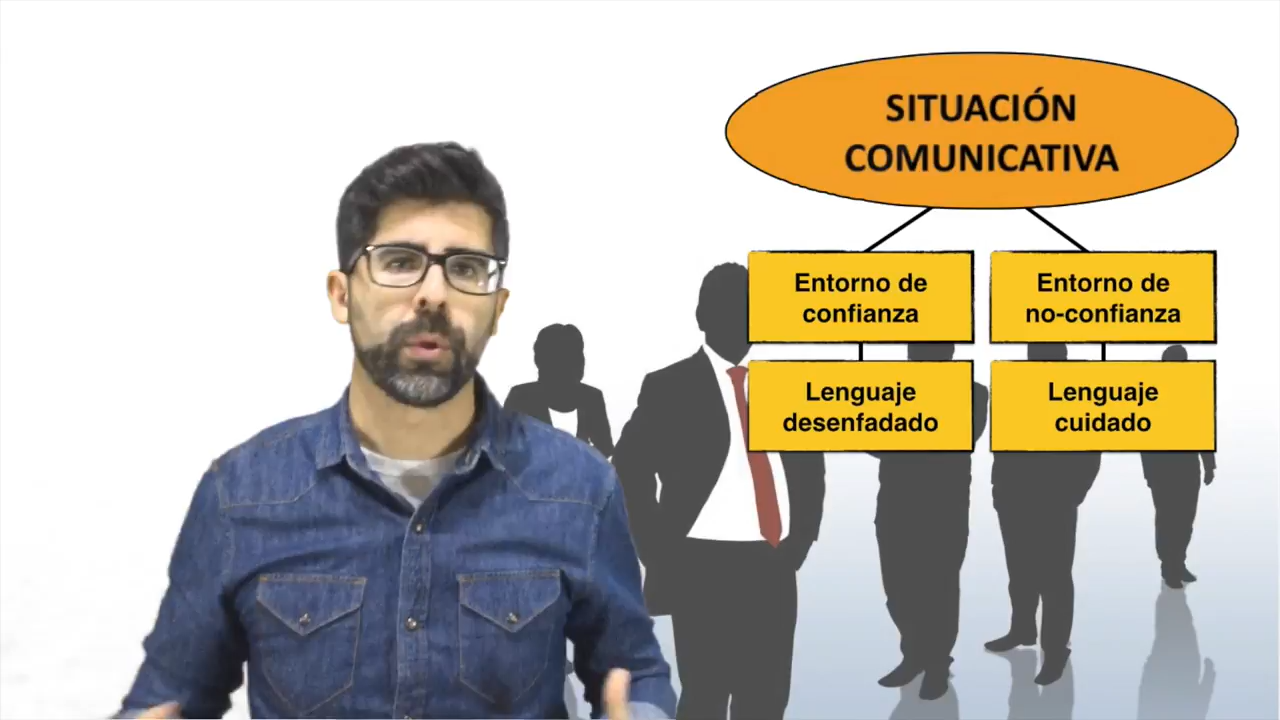 SITUACIÓN
COMUNICATIVA
Entorno de
confianza
Entorno de
no-confianza
Lenguaje
desenfadado
Lenguaje
cuidado